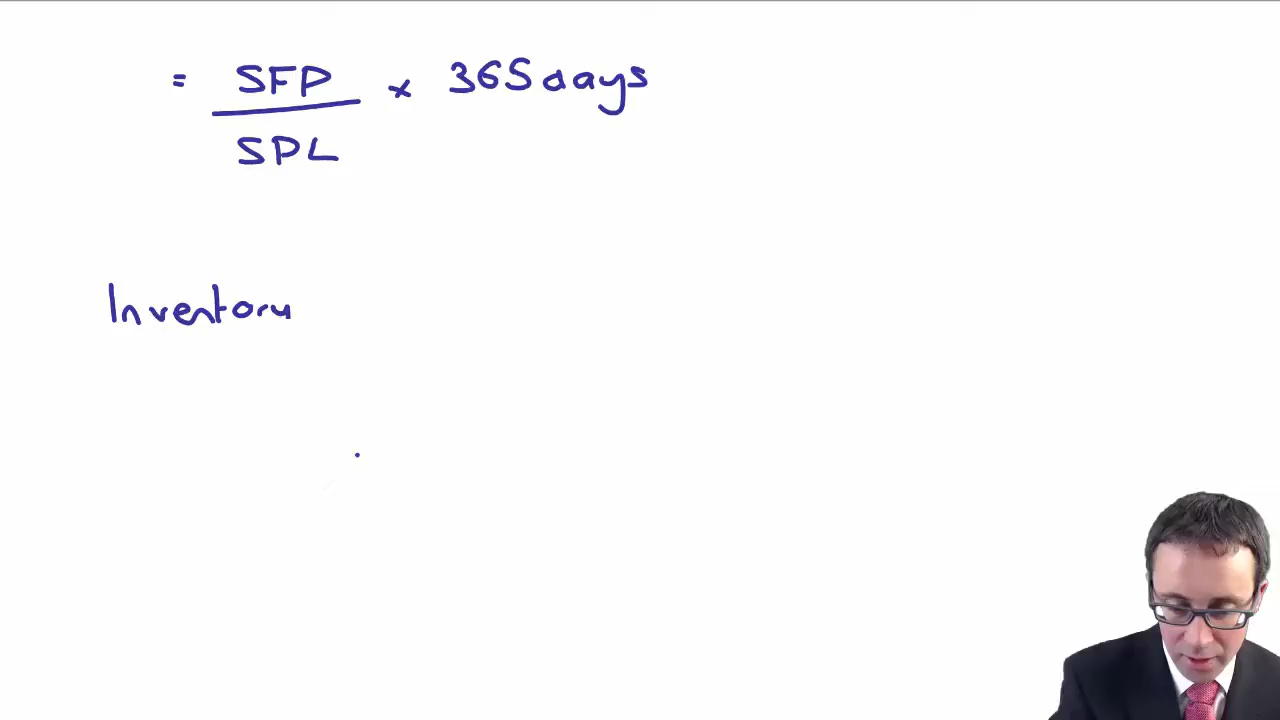 = SFP × 365 days
SPL
Inventory